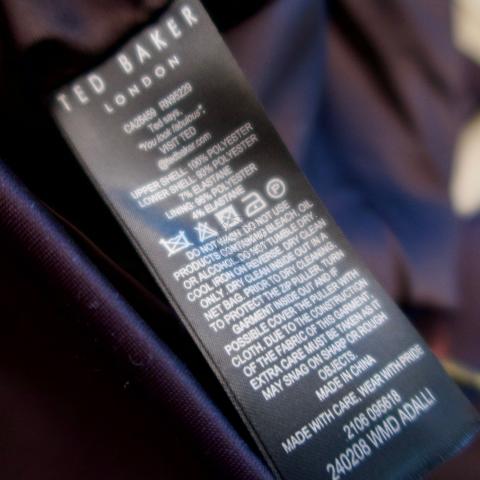 TED BAKER
LONDON
CA25459 RN95229
Ted says,
"You look fabulous".
VISIT TED
@tedbaker.com
UPPER SHELL: 100% POLYESTER
LOWER SHELL: 93% POLYESTER
7% ELASTANE
LINING: 96% POLYESTER
4% ELASTANE
DO NOT WASH. DO NOT USE
PRODUCTS CONTAINING BLEACH, OIL
OR ALCOHOL. DO NOT TUMBLE DRY.
COOL IRON ON REVERSE. DRY CLEAN
ONLY. DRY CLEAN INSIDE OUT IN A
NET BAG. PRIOR TO DRY CLEANING,
TO PROTECT THE ZIP PULLER, TURN
GARMENT INSIDE OUT AND IF
POSSIBLE COVER THE PULLER WITH
CLOTH. DUE TO THE CONSTRUCTION
OF THE FABRIC OF THIS GARMENT,
EXTRA CARE MUST BE TAKEN AS IT
MAY SNAG ON SHARP OR ROUGH
OBJECTS.
MADE IN CHINA
MADE WITH CARE, WEAR WITH PRIDE
2106 095618
240208 WMD ADALLI